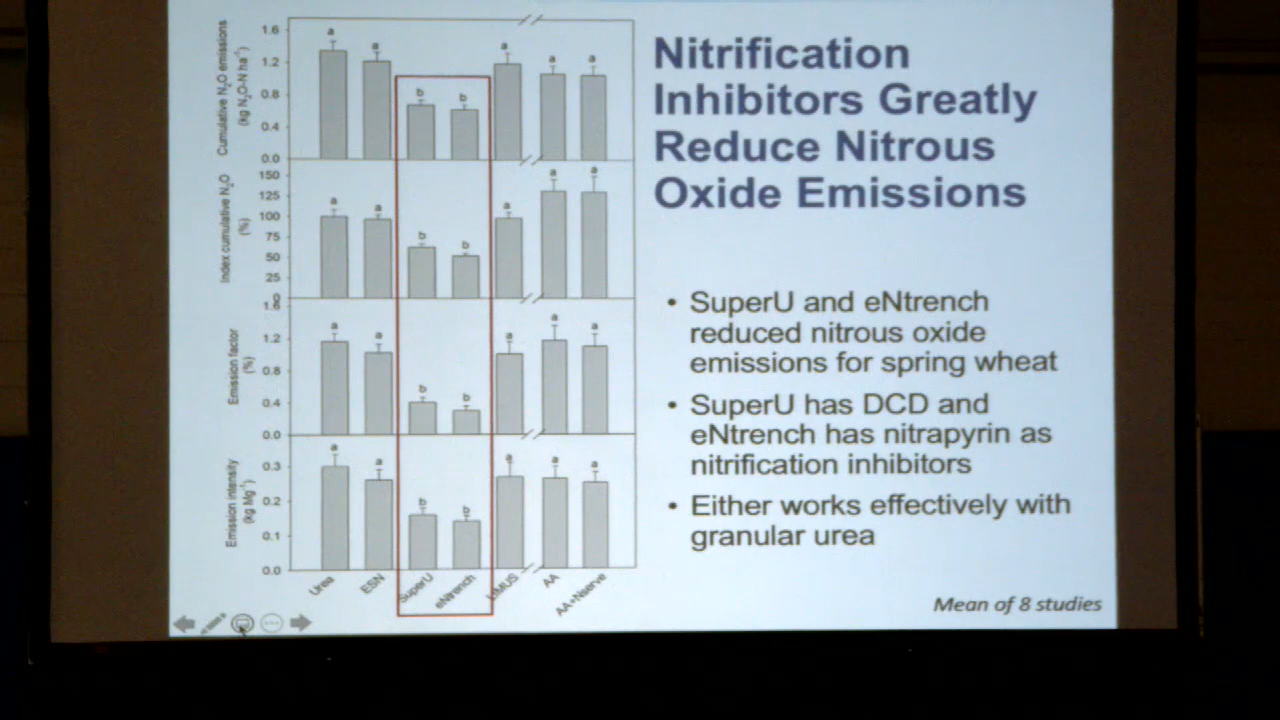 Nitrification
Inhibitors Greatly
Reduce Nitrous
Oxide Emissions
• SuperU and eNtrench
reduced nitrous oxide
emissions for spring wheat
• SuperU has DCD and
eNtrench has nitrapyrin as
nitrification inhibitors
• Either works effectively with
granular urea
Mean of 8 studies
Cumulative N₂O emissions
(kg N₂O-N ha⁻¹)
1.6
1.2
0.8
0.4
0.0
a a b b a a a
Index cumulative N₂O
(%)
150
125
100
75
50
25
0
a a b b a a a
Emission factor
(%)
1.6
1.2
0.8
0.4
0.0
a a b b a a a
Emission intensity
(kg Mg⁻¹)
0.3
0.2
0.1
0.0
a a b b a a a
Urea ESN SuperU eNtrench AA AA+Nserve